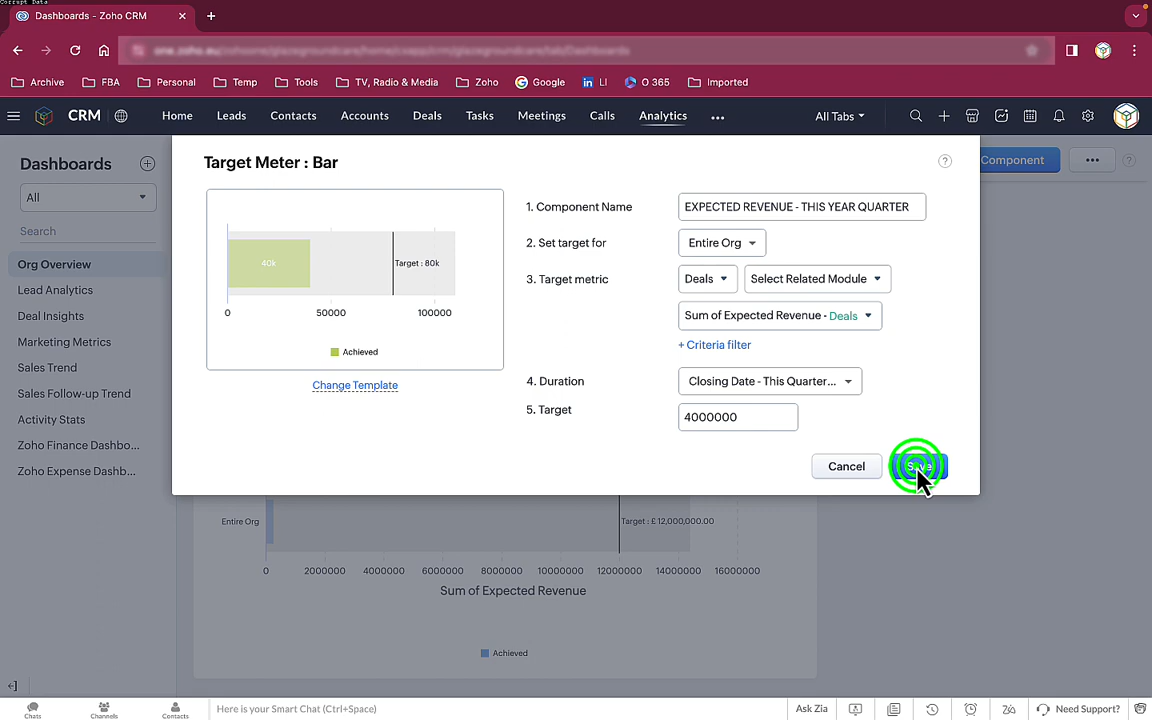 Corrupt Data
Dashboards - Zoho CRM
Archive FBA Personal Temp Tools TV, Radio & Media Zoho Google LI O 365 Imported
CRM Home Leads Contacts Accounts Deals Tasks Meetings Calls Analytics ... All Tabs
Dashboards
All
Search
Org Overview
Lead Analytics
Deal Insights
Marketing Metrics
Sales Trend
Sales Follow-up Trend
Activity Stats
Zoho Finance Dashbo...
Zoho Expense Dashb...
Component ...
Target Meter : Bar
40k
Target : 80k
0 50000 100000
Achieved
Change Template
1. Component Name EXPECTED REVENUE - THIS YEAR QUARTER
2. Set target for Entire Org
3. Target metric Deals Select Related Module
Sum of Expected Revenue - Deals
+ Criteria filter
4. Duration Closing Date - This Quarter...
5. Target 4000000
Cancel Save
Entire Org
Target : £ 12,000,000.00
0 2000000 4000000 6000000 8000000 10000000 12000000 14000000 16000000
Sum of Expected Revenue
Achieved
Chats Channels Contacts
Here is your Smart Chat (Ctrl+Space)
Ask Zia
Need Support?